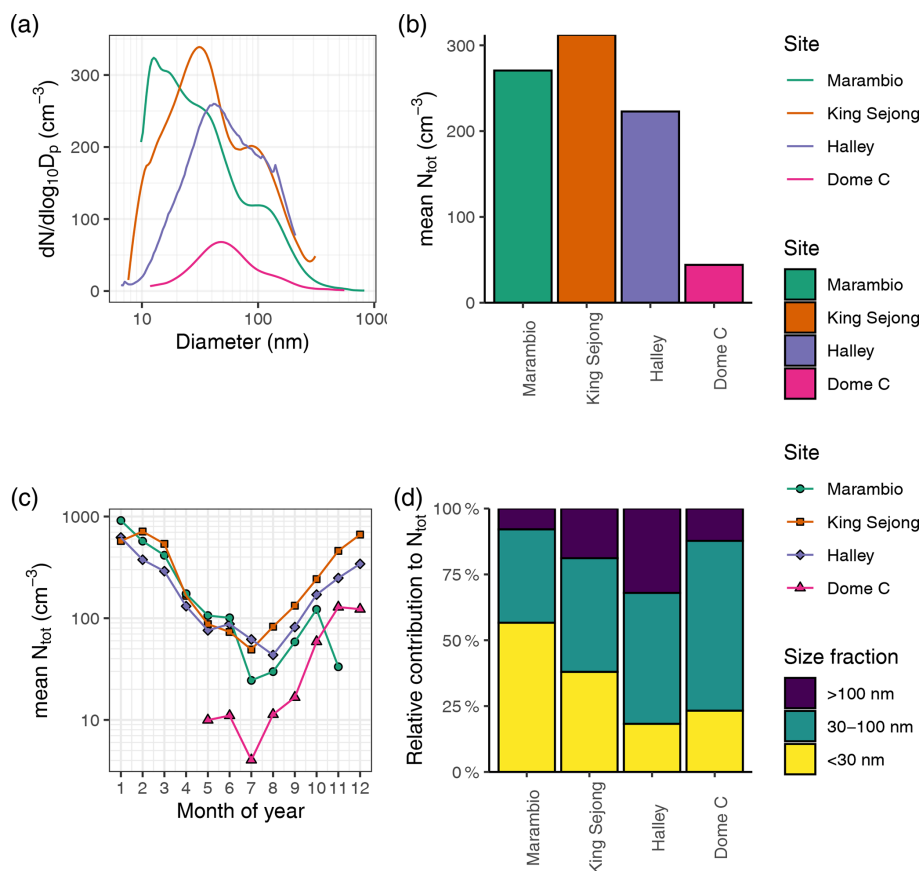 (a)
dN/dlog₁₀Dₚ (cm⁻³)
300
200
100
0
10
100
1000
Diameter (nm)
(b)
mean Nₜₒₜ (cm⁻³)
300
200
100
0
Marambio
King Sejong
Halley
Dome C
Site
Marambio
King Sejong
Halley
Dome C
Site
Marambio
King Sejong
Halley
Dome C
(c)
mean Nₜₒₜ (cm⁻³)
1000
100
10
1 2 3 4 5 6 7 8 9 10 11 12
Month of year
(d)
Relative contribution to Nₜₒₜ
100 %
75 %
50 %
25 %
0 %
Marambio
King Sejong
Halley
Dome C
Site
Marambio
King Sejong
Halley
Dome C
Size fraction
>100 nm
30−100 nm
<30 nm